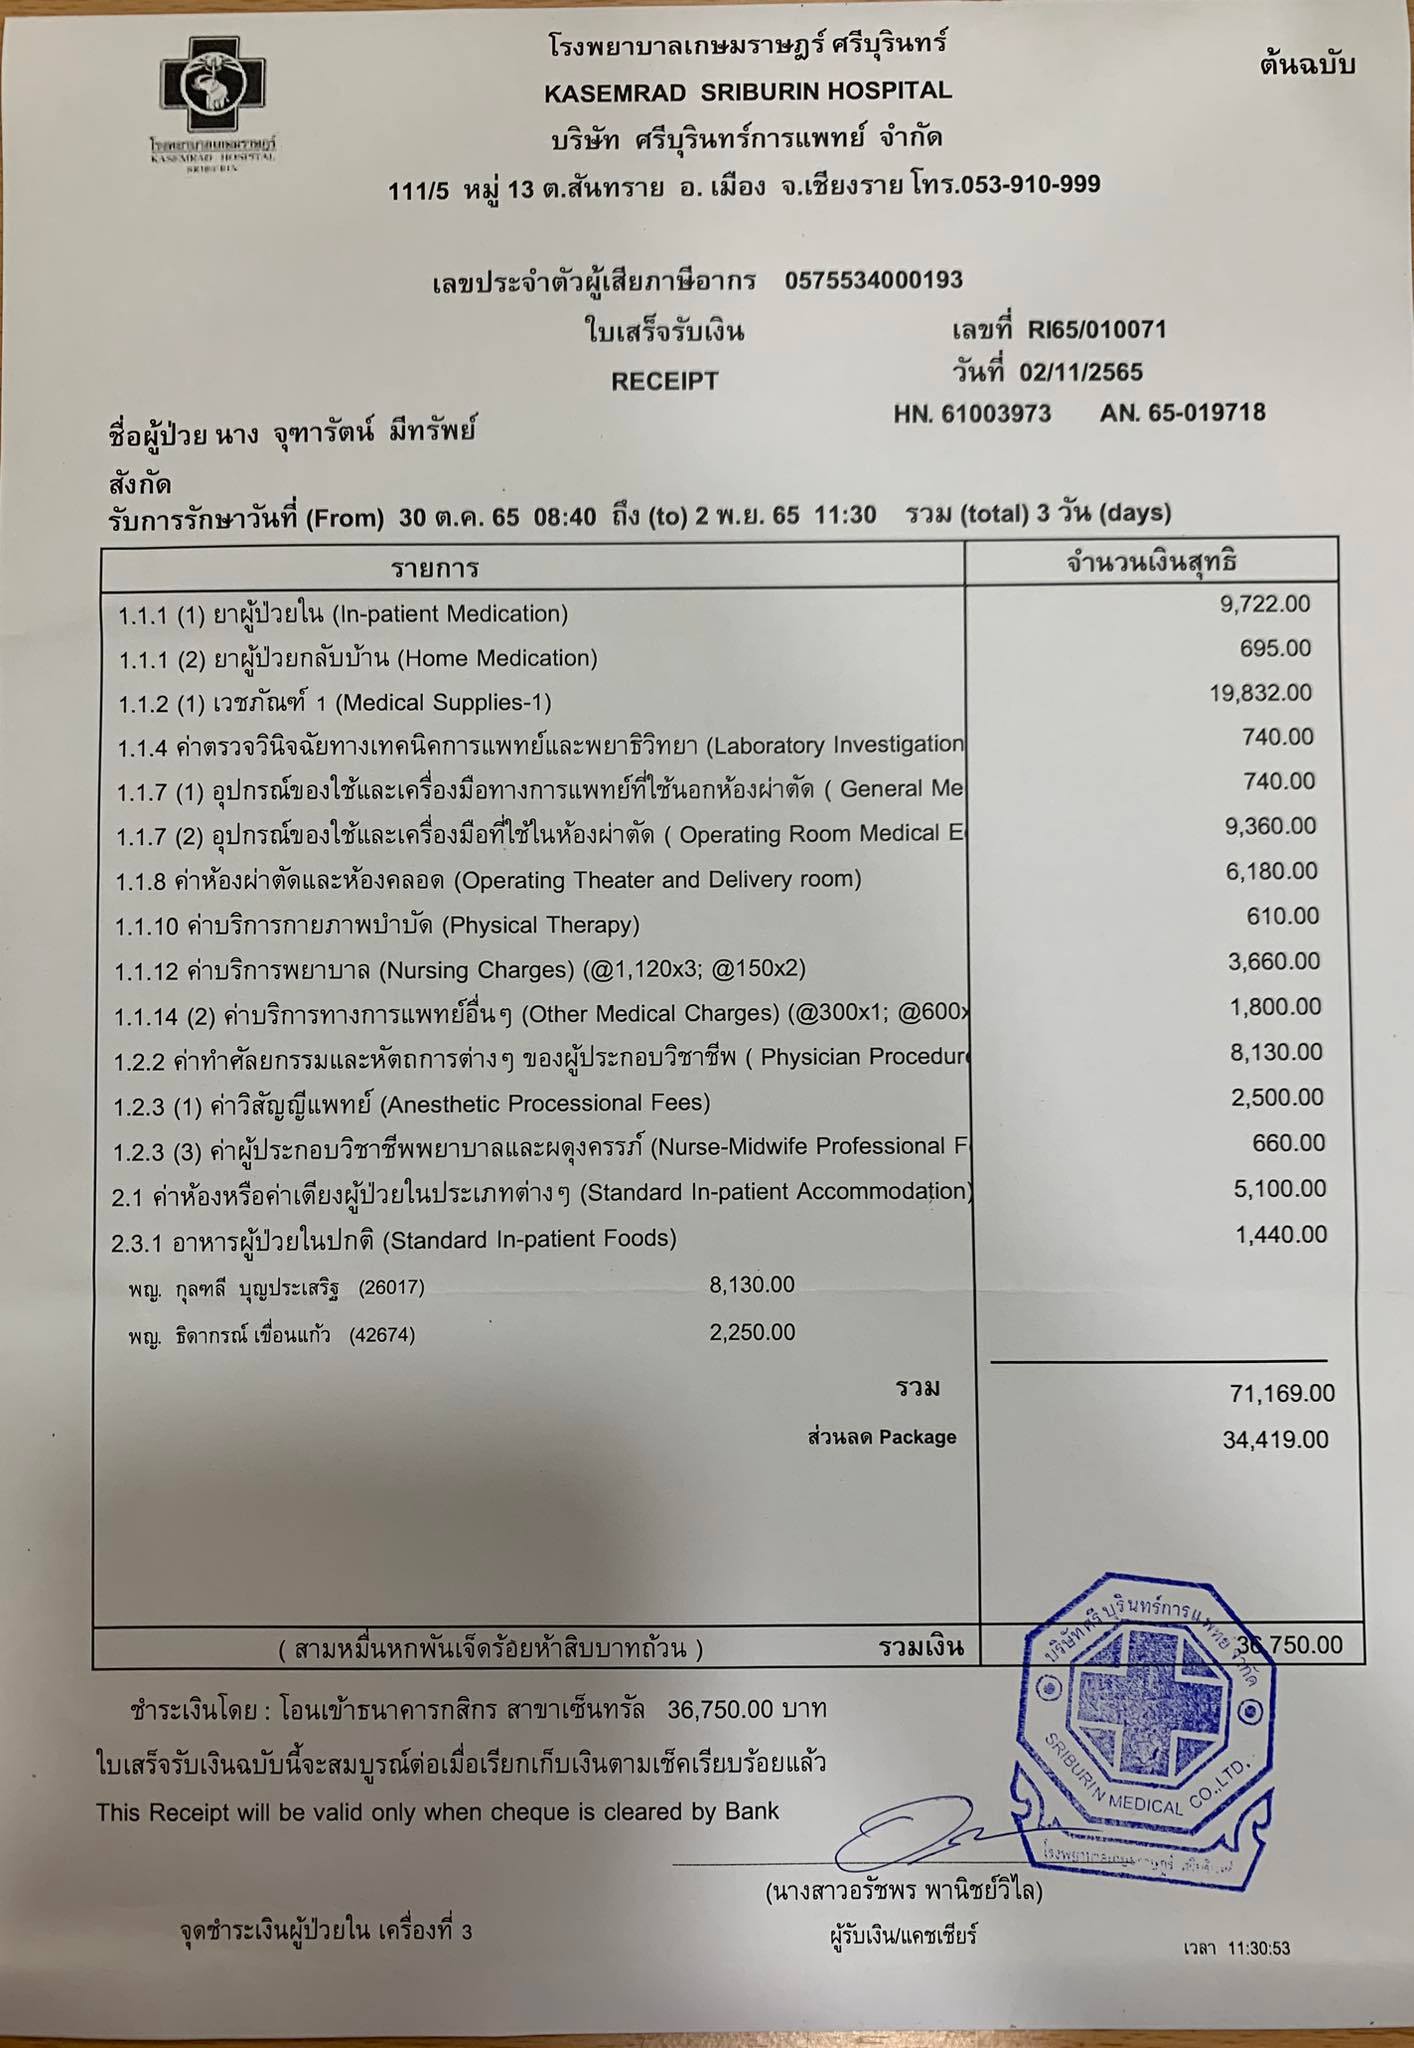 โรงพยาบาลเกษมราษฎร์ ศรีบุรินทร์
ต้นฉบับ
KASEMRAD SRIBURIN HOSPITAL
บริษัท ศรีบุรินทร์การแพทย์ จำกัด
โรงพยาบาลเกษมราษฎร์
KASEMRAD HOSPITAL
SRIBURIN
111/5 หมู่ 13 ต.สันทราย อ. เมือง จ.เชียงราย โทร.053-910-999
เลขประจำตัวผู้เสียภาษีอากร 0575534000193
ใบเสร็จรับเงิน เลขที่ RI65/010071
RECEIPT วันที่ 02/11/2565
HN. 61003973 AN. 65-019718
ชื่อผู้ป่วย นาง จุฑารัตน์ มีทรัพย์
สังกัด
รับการรักษาวันที่ (From) 30 ต.ค. 65 08:40 ถึง (to) 2 พ.ย. 65 11:30 รวม (total) 3 วัน (days)
รายการ จำนวนเงินสุทธิ
1.1.1 (1) ยาผู้ป่วยใน (In-patient Medication) 9,722.00
1.1.1 (2) ยาผู้ป่วยกลับบ้าน (Home Medication) 695.00
1.1.2 (1) เวชภัณฑ์ 1 (Medical Supplies-1) 19,832.00
1.1.4 ค่าตรวจวินิจฉัยทางเทคนิคการแพทย์และพยาธิวิทยา (Laboratory Investigation 740.00
1.1.7 (1) อุปกรณ์ของใช้และเครื่องมือทางการแพทย์ที่ใช้นอกห้องผ่าตัด ( General Me 740.00
1.1.7 (2) อุปกรณ์ของใช้และเครื่องมือที่ใช้ในห้องผ่าตัด ( Operating Room Medical E 9,360.00
1.1.8 ค่าห้องผ่าตัดและห้องคลอด (Operating Theater and Delivery room) 6,180.00
1.1.10 ค่าบริการกายภาพบำบัด (Physical Therapy) 610.00
1.1.12 ค่าบริการพยาบาล (Nursing Charges) (@1,120x3; @150x2) 3,660.00
1.1.14 (2) ค่าบริการทางการแพทย์อื่นๆ (Other Medical Charges) (@300x1; @600x 1,800.00
1.2.2 ค่าทำศัลยกรรมและหัตถการต่างๆ ของผู้ประกอบวิชาชีพ ( Physician Procedure 8,130.00
1.2.3 (1) ค่าวิสัญญีแพทย์ (Anesthetic Processional Fees) 2,500.00
1.2.3 (3) ค่าผู้ประกอบวิชาชีพพยาบาลและผดุงครรภ์ (Nurse-Midwife Professional F 660.00
2.1 ค่าห้องหรือค่าเตียงผู้ป่วยในประเภทต่างๆ (Standard In-patient Accommodation) 5,100.00
2.3.1 อาหารผู้ป่วยในปกติ (Standard In-patient Foods) 1,440.00
พญ. กุลฑลี บุญประเสริฐ (26017) 8,130.00
พญ. ธิดาภรณ์ เขื่อนแก้ว (42674) 2,250.00
รวม 71,169.00
ส่วนลด Package 34,419.00
( สามหมื่นหกพันเจ็ดร้อยห้าสิบบาทถ้วน ) รวมเงิน 36,750.00
ชำระเงินโดย : โอนเข้าธนาคารกสิกร สาขาเซ็นทรัล 36,750.00 บาท
ใบเสร็จรับเงินฉบับนี้จะสมบูรณ์ต่อเมื่อเรียกเก็บเงินตามเช็คเรียบร้อยแล้ว
This Receipt will be valid only when cheque is cleared by Bank
บริษัทศรีบุรินทร์การแพทย์ จำกัด
SRIBURIN MEDICAL CO.,LTD.
(นางสาวอรัชพร พานิชย์วิไล)
จุดชำระเงินผู้ป่วยใน เครื่องที่ 3 ผู้รับเงิน/แคชเชียร์ เวลา 11:30:53